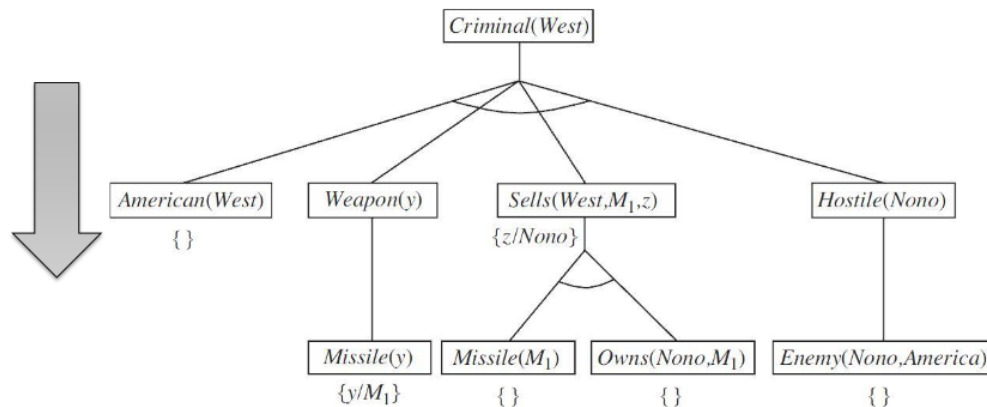 Criminal(West)
American(West) Weapon(y) Sells(West,M₁,z) Hostile(Nono)
{ } {z/Nono}
Missile(y) Missile(M₁) Owns(Nono,M₁) Enemy(Nono,America)
{y/M₁} { } { } { }